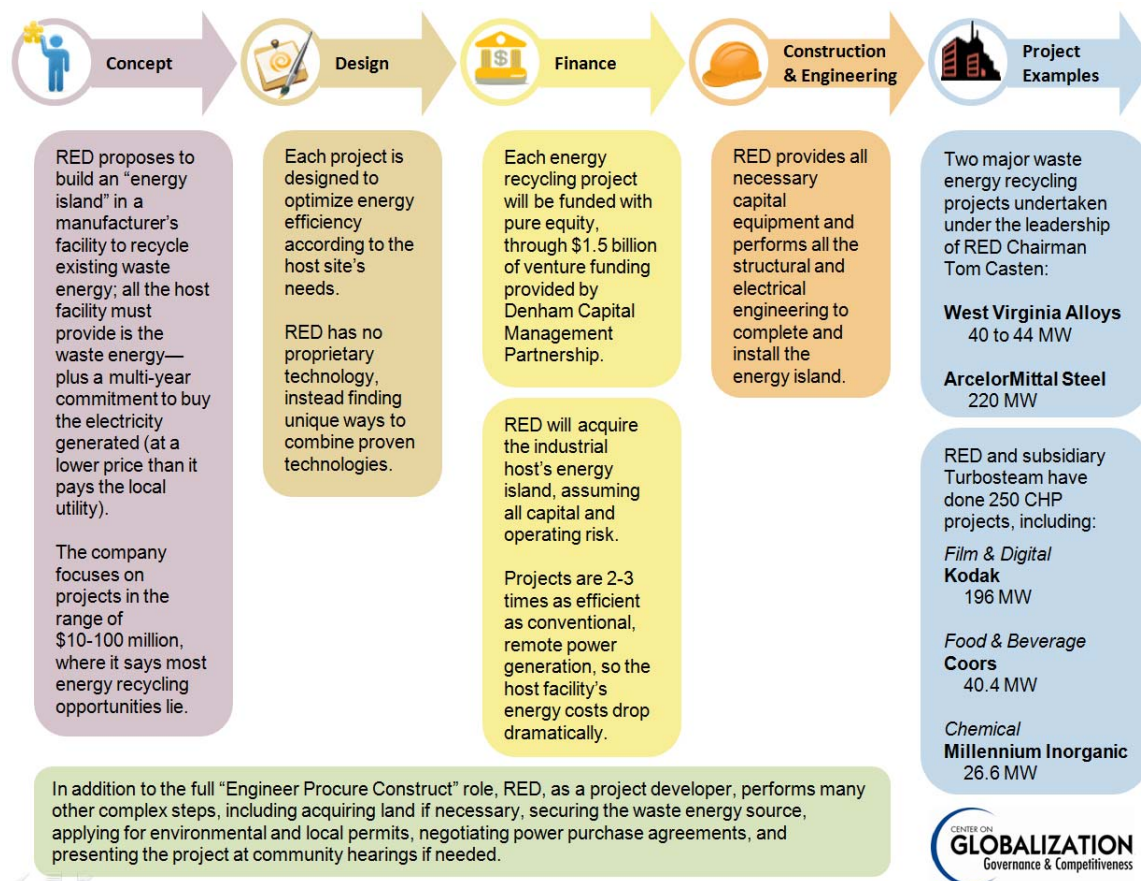 Concept
Design
Finance
Construction
& Engineering
Project
Examples
RED proposes to
build an “energy
island” in a
manufacturer’s
facility to recycle
existing waste
energy; all the host
facility must
provide is the
waste energy—
plus a multi-year
commitment to buy
the electricity
generated (at a
lower price than it
pays the local
utility).
The company
focuses on
projects in the
range of
$10-100 million,
where it says most
energy recycling
opportunities lie.
Each project is
designed to
optimize energy
efficiency
according to the
host site’s
needs.
RED has no
proprietary
technology,
instead finding
unique ways to
combine proven
technologies.
Each energy
recycling project
will be funded with
pure equity,
through $1.5 billion
of venture funding
provided by
Denham Capital
Management
Partnership.
RED will acquire
the industrial
host’s energy
island, assuming
all capital and
operating risk.
Projects are 2-3
times as efficient
as conventional,
remote power
generation, so the
host facility’s
energy costs drop
dramatically.
RED provides all
necessary
capital
equipment and
performs all the
structural and
electrical
engineering to
complete and
install the
energy island.
Two major waste
energy recycling
projects undertaken
under the leadership
of RED Chairman
Tom Casten:
West Virginia Alloys
40 to 44 MW
ArcelorMittal Steel
220 MW
RED and subsidiary
Turbosteam have
done 250 CHP
projects, including:
Film & Digital
Kodak
196 MW
Food & Beverage
Coors
40.4 MW
Chemical
Millennium Inorganic
26.6 MW
In addition to the full “Engineer Procure Construct” role, RED, as a project developer, performs many
other complex steps, including acquiring land if necessary, securing the waste energy source,
applying for environmental and local permits, negotiating power purchase agreements, and
presenting the project at community hearings if needed.
CENTER ON
GLOBALIZATION
Governance & Competitiveness